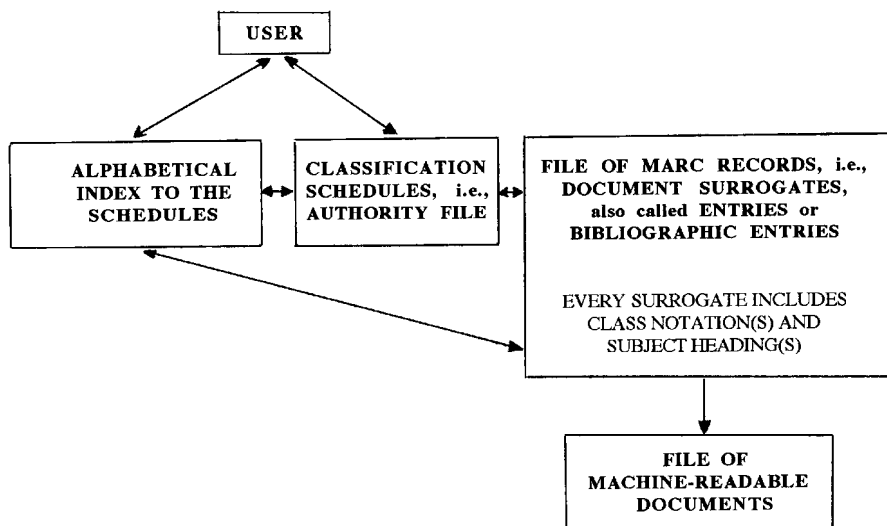 USER
ALPHABETICAL
INDEX TO THE
SCHEDULES
CLASSIFICATION
SCHEDULES, i.e.,
AUTHORITY FILE
FILE OF MARC RECORDS, i.e.,
DOCUMENT SURROGATES,
also called ENTRIES or
BIBLIOGRAPHIC ENTRIES
EVERY SURROGATE INCLUDES
CLASS NOTATION(S) AND
SUBJECT HEADING(S)
FILE OF
MACHINE-READABLE
DOCUMENTS